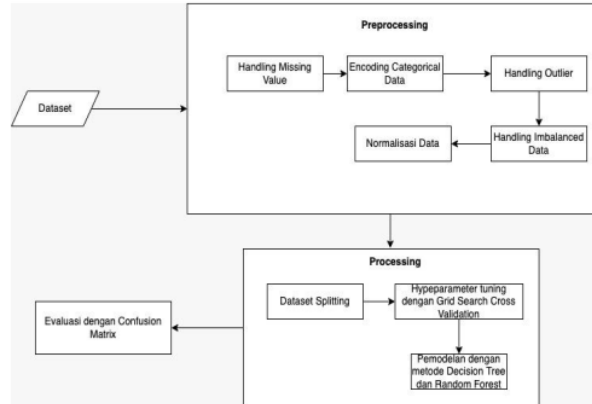 Preprocessing
Handling Missing
Value
Encoding Categorical
Data
Handling Outlier
Dataset
Normalisasi Data
Handling Imbalanced
Data
Processing
Dataset Splitting
Hypeparameter tuning
dengan Grid Search Cross
Validation
Evaluasi dengan Confusion
Matrix
Pemodelan dengan
metode Decision Tree
dan Random Forest